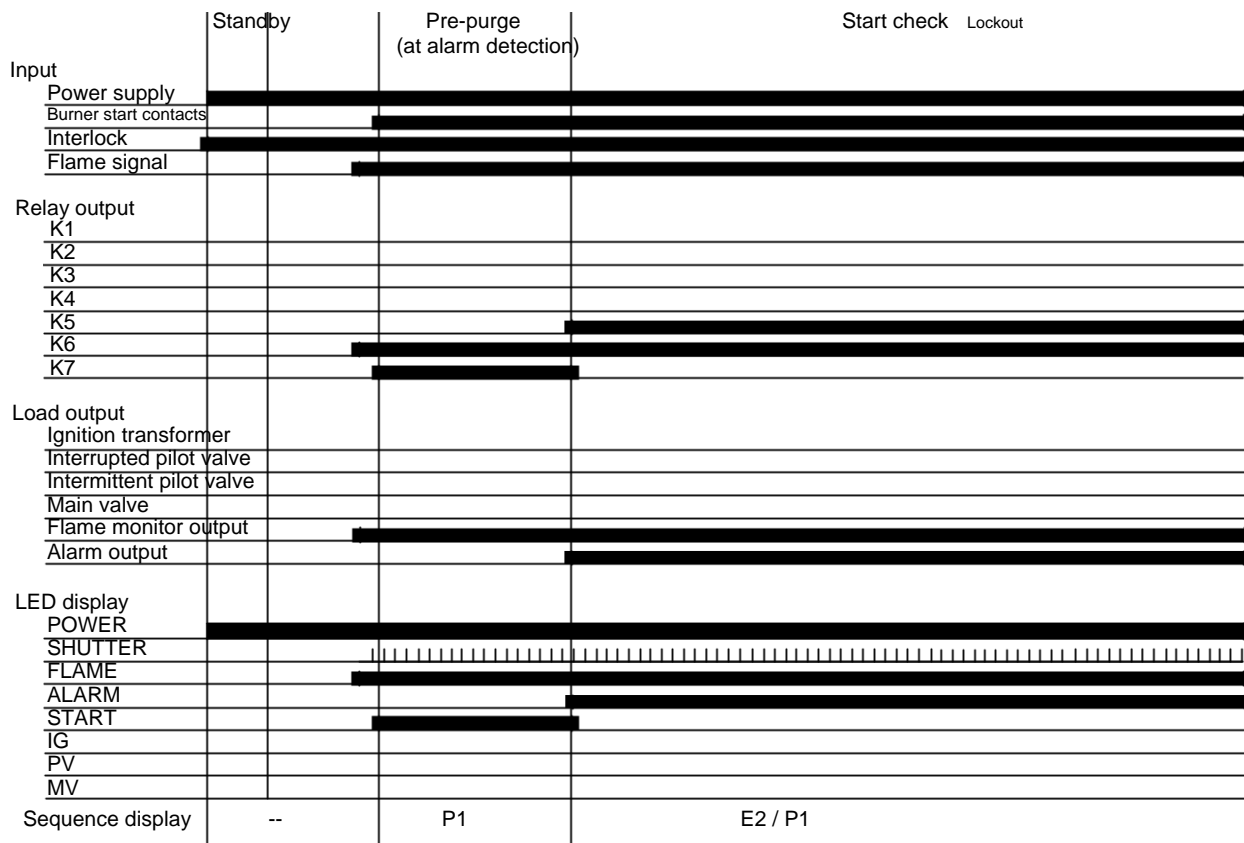 Standby Pre-purge Start check Lockout
(at alarm detection)
Input
Power supply
Burner start contacts
Interlock
Flame signal
Relay output
K1
K2
K3
K4
K5
K6
K7
Load output
Ignition transformer
Interrupted pilot valve
Intermittent pilot valve
Main valve
Flame monitor output
Alarm output
LED display
POWER
SHUTTER
FLAME
ALARM
START
IG
PV
MV
Sequence display -- P1 E2 / P1